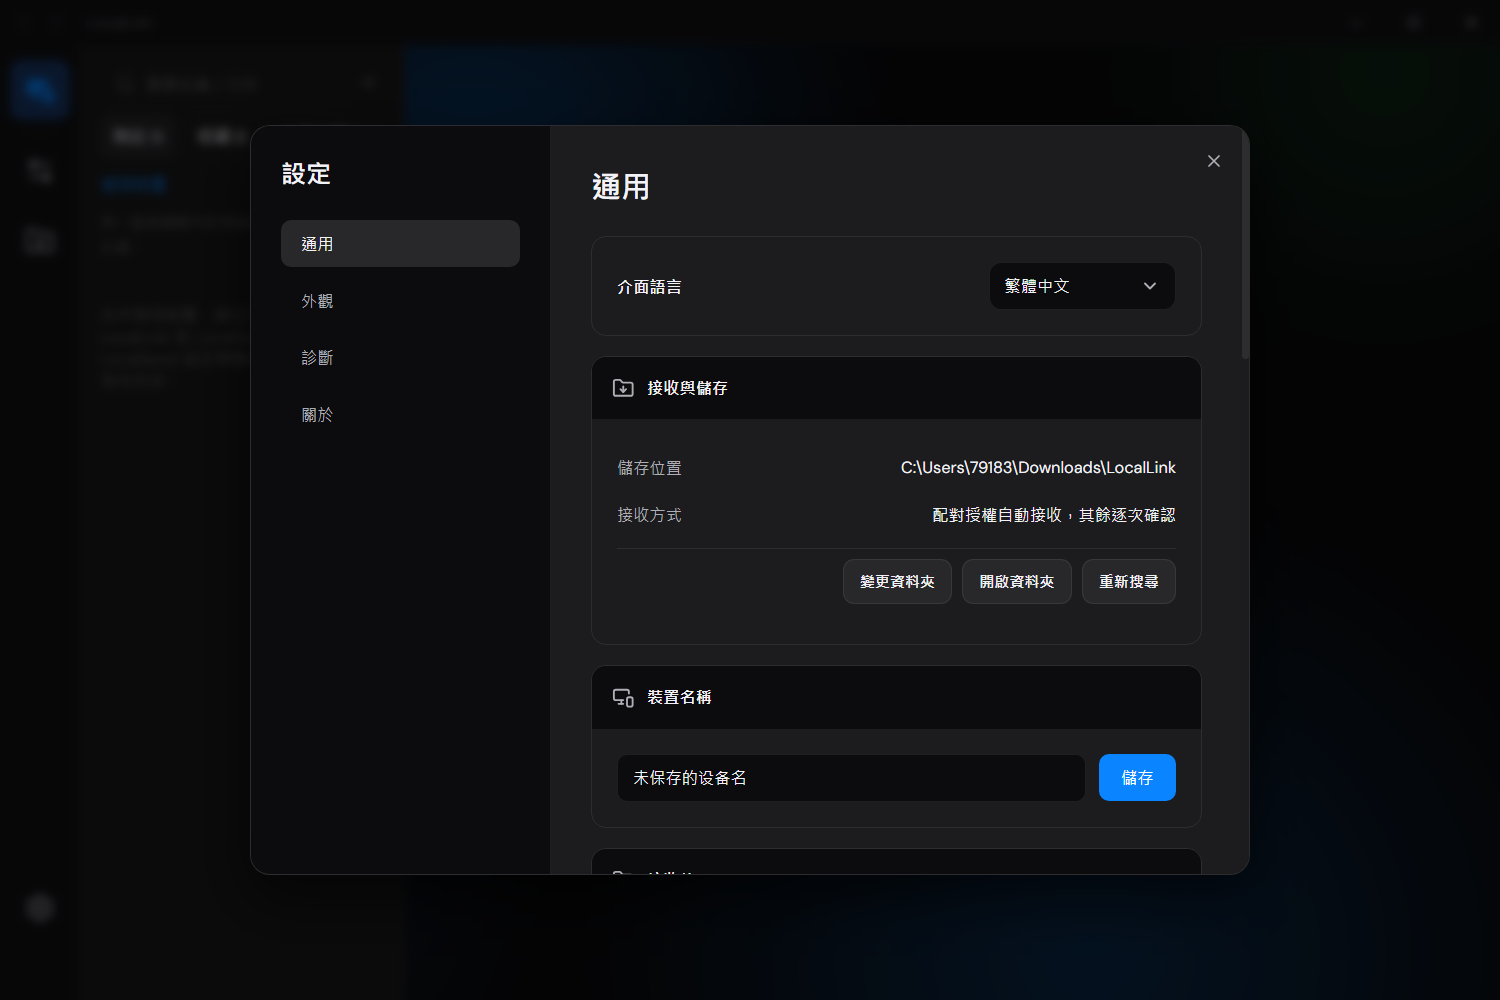 設定
通用
外觀
診斷
關於
通用
介面語言
繁體中文
接收與儲存
儲存位置
C:\Users\79183\Downloads\LocalLink
接收方式
配對授權自動接收，其餘逐次確認
變更資料夾
開啟資料夾
重新搜尋
裝置名稱
未保存的设备名
儲存